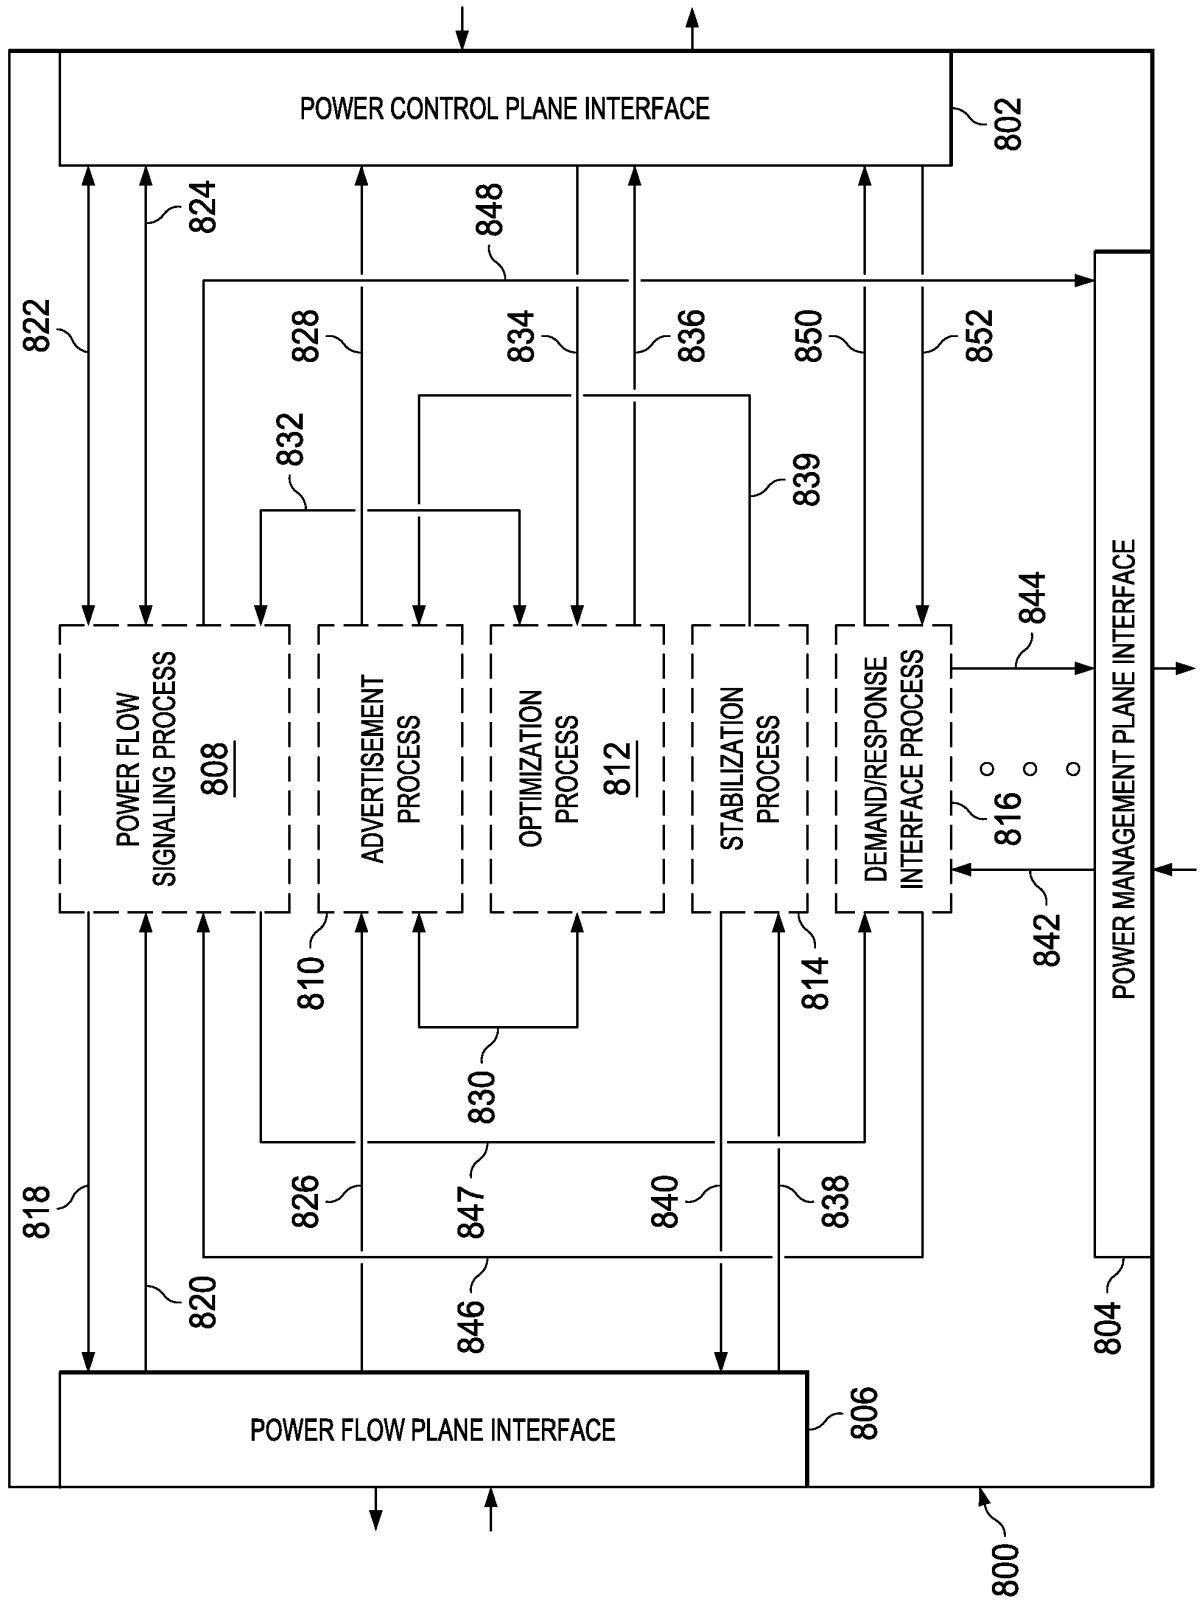 POWER CONTROL PLANE INTERFACE
802
822
824
848
828
834
836
850
852
832
839
POWER FLOW
SIGNALING PROCESS
808
ADVERTISEMENT
PROCESS
810
OPTIMIZATION
PROCESS
812
STABILIZATION
PROCESS
814
DEMAND/RESPONSE
INTERFACE PROCESS
816
844
842
POWER MANAGEMENT PLANE INTERFACE
804
830
818
820
826
847
846
840
838
POWER FLOW PLANE INTERFACE
806
800